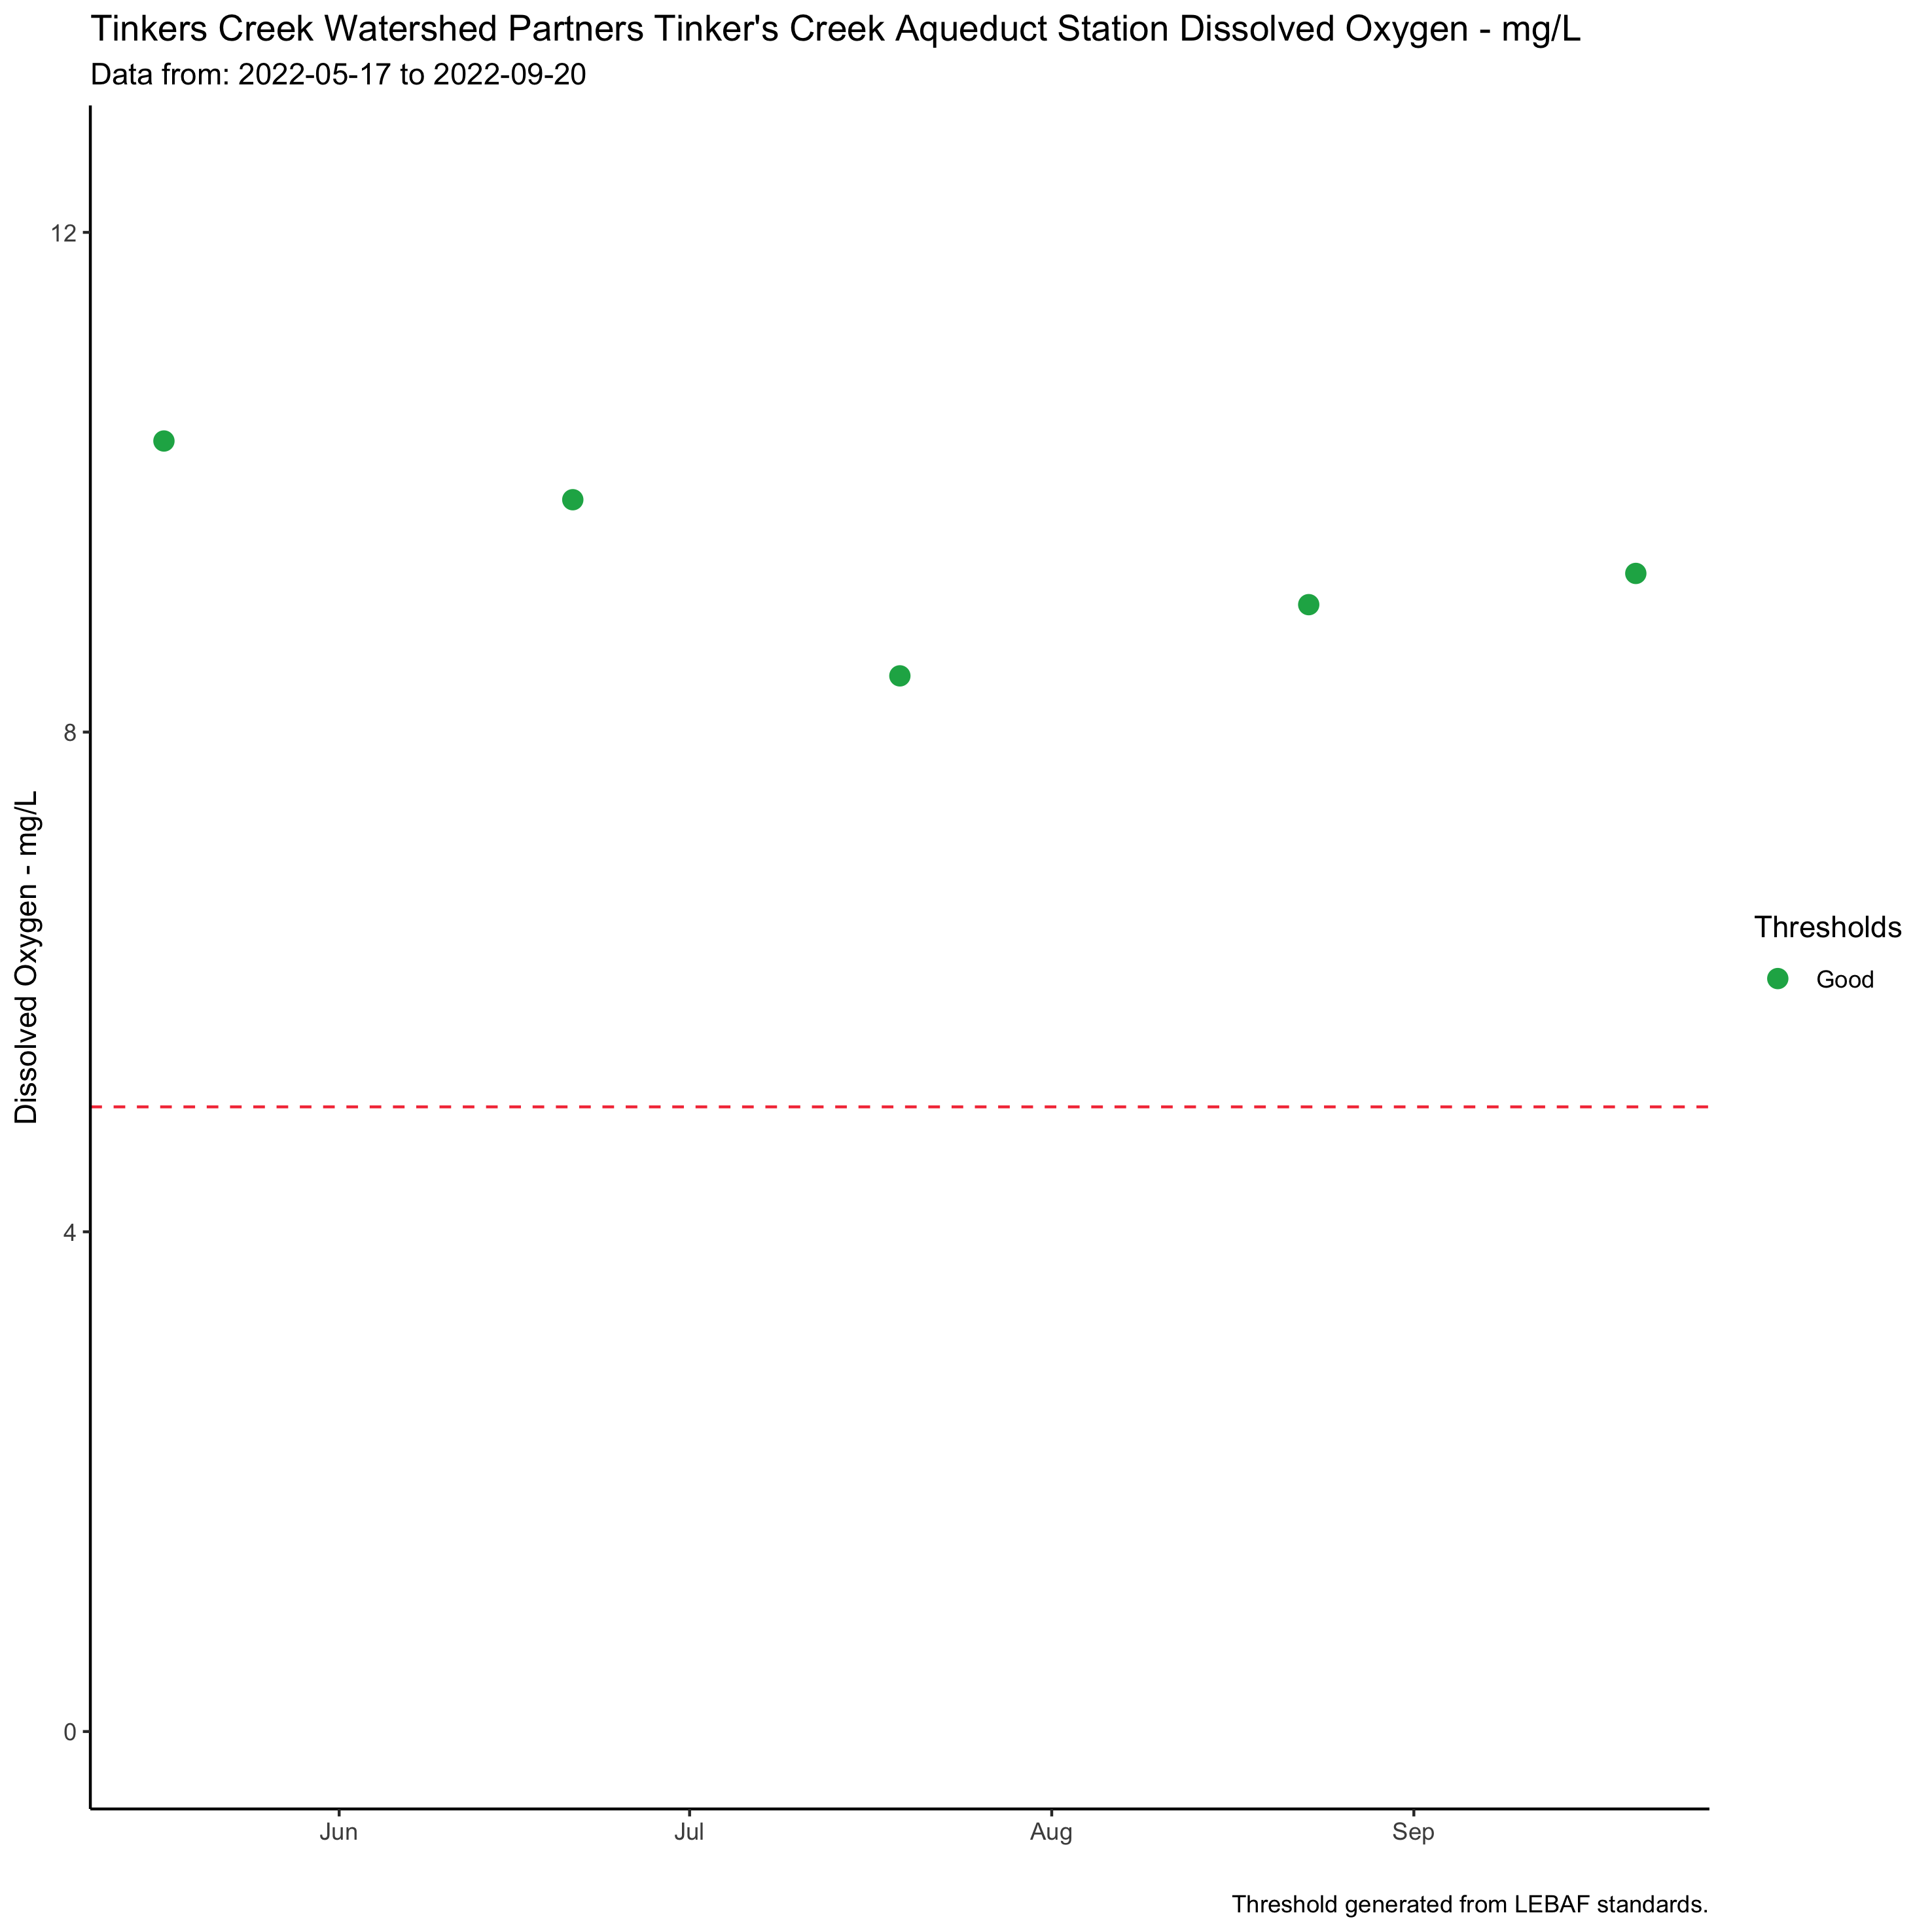 Tinkers Creek Watershed Partners Tinker's Creek Aqueduct Station Dissolved Oxygen - mg/L
Data from: 2022-05-17 to 2022-09-20
Dissolved Oxygen - mg/L
12
8
4
0
Jun Jul Aug Sep
Thresholds
Good
Threshold generated from LEBAF standards.